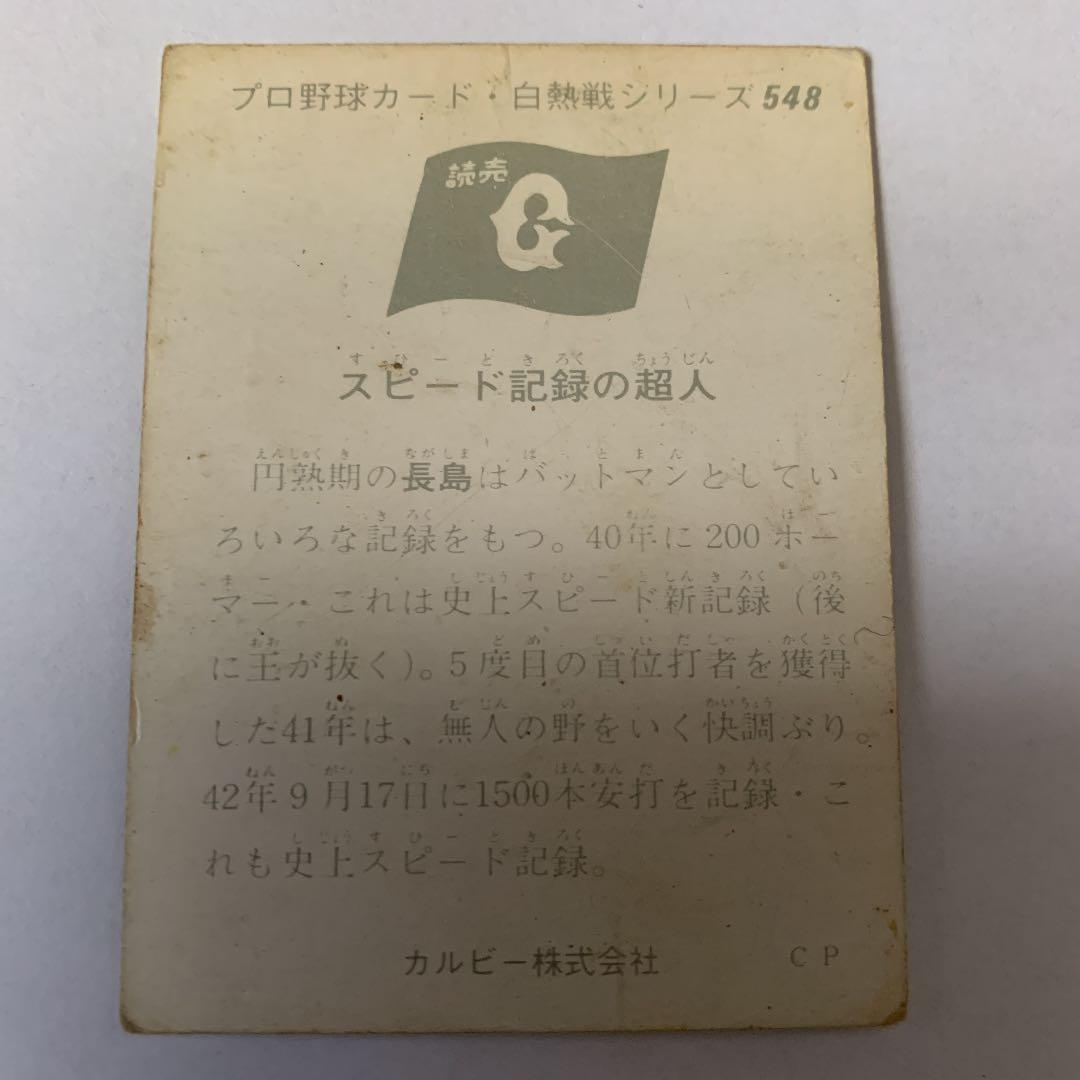 プロ野球カード・白熱戦シリーズ 548
読売
G
スピード記録の超人
円熟期の長島はバットマンとしてい
ろいろな記録をもつ。40年に200ホー
マー・これは史上スピード新記録（後
に王が抜く）。5度目の首位打者を獲得
した41年は、無人の野をいく快調ぶり。
42年9月17日に1500本安打を記録・こ
れも史上スピード記録。
カルビー株式会社 CP